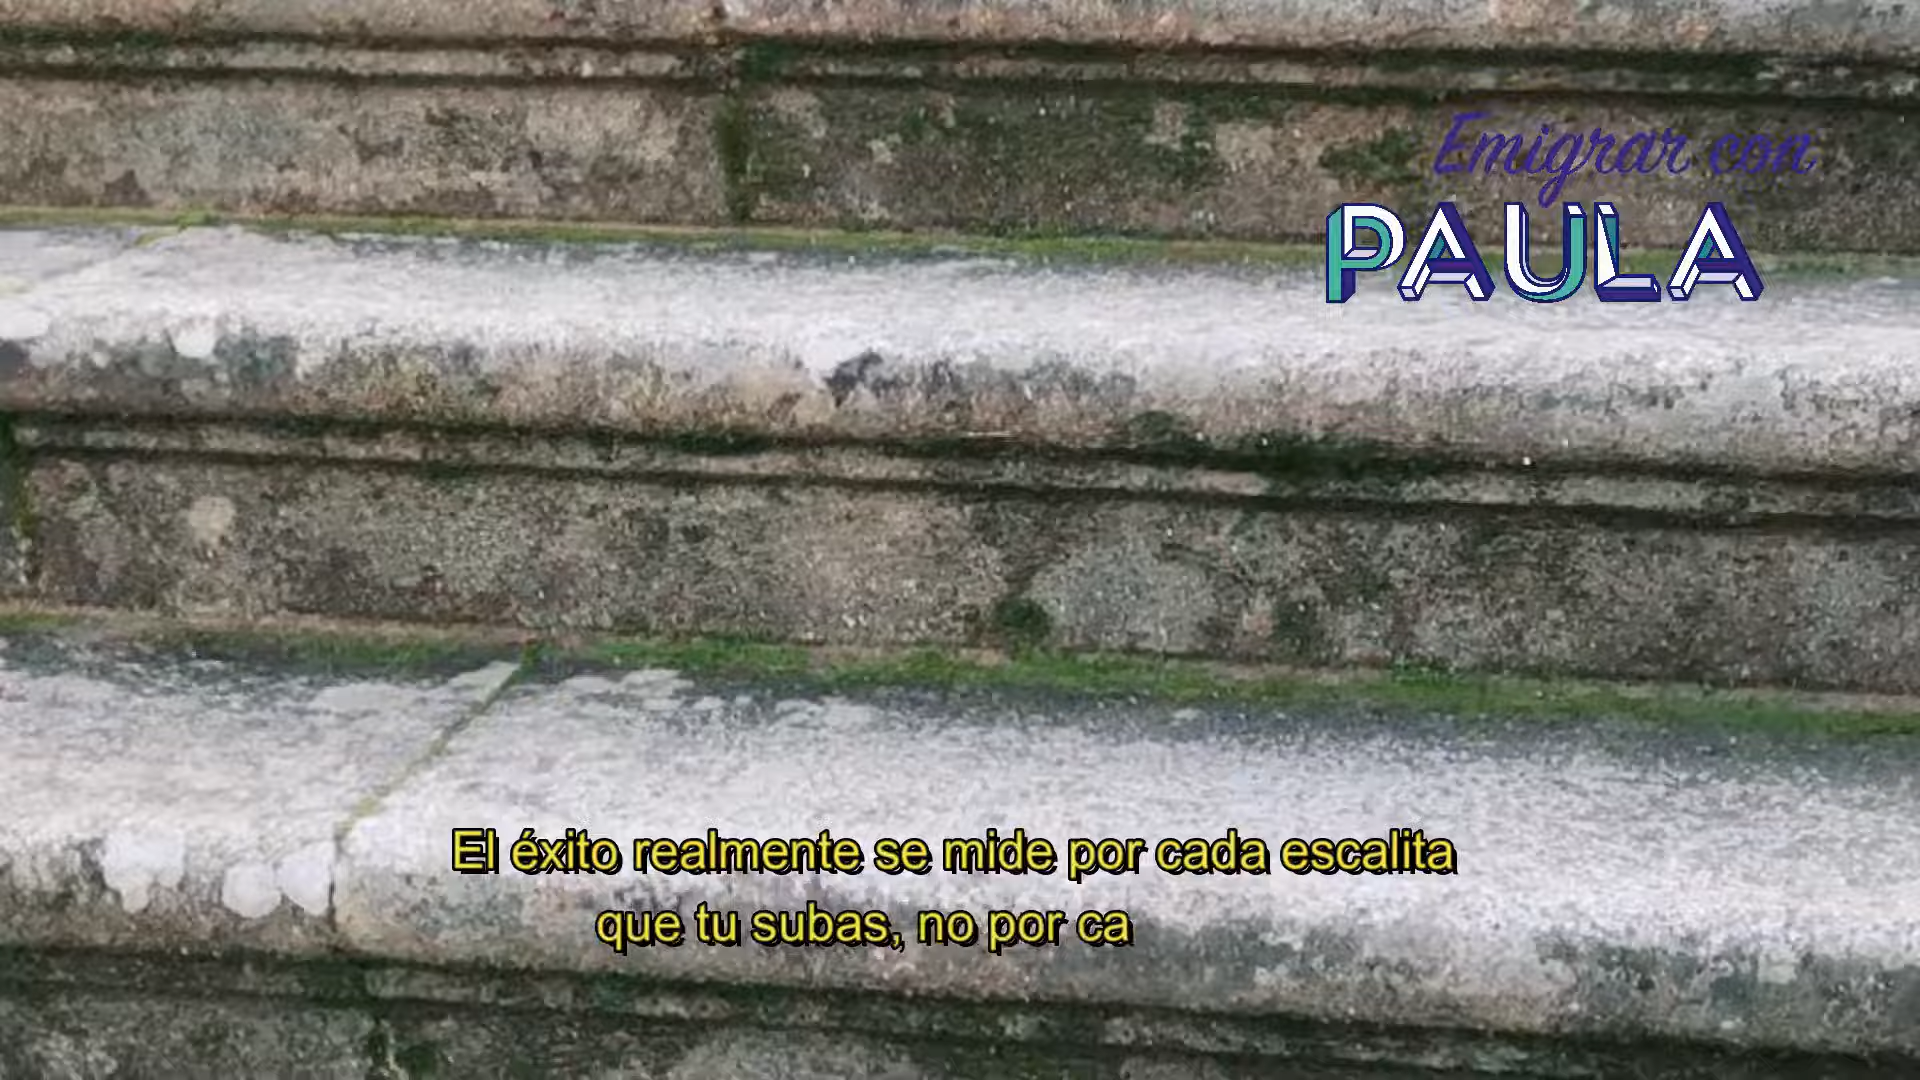 Emigrar con
PAULA
El éxito realmente se mide por cada escalita
que tu subas, no por ca